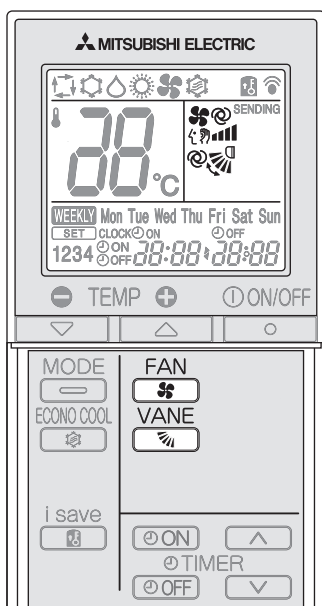 MITSUBISHI ELECTRIC
SENDING
88°C
WEEKLY Mon Tue Wed Thu Fri Sat Sun
SET CLOCK ON OFF
1234 ON OFF 88:88 88:88
TEMP ON/OFF
MODE FAN
ECONO COOL VANE
i save
ON
TIMER
OFF